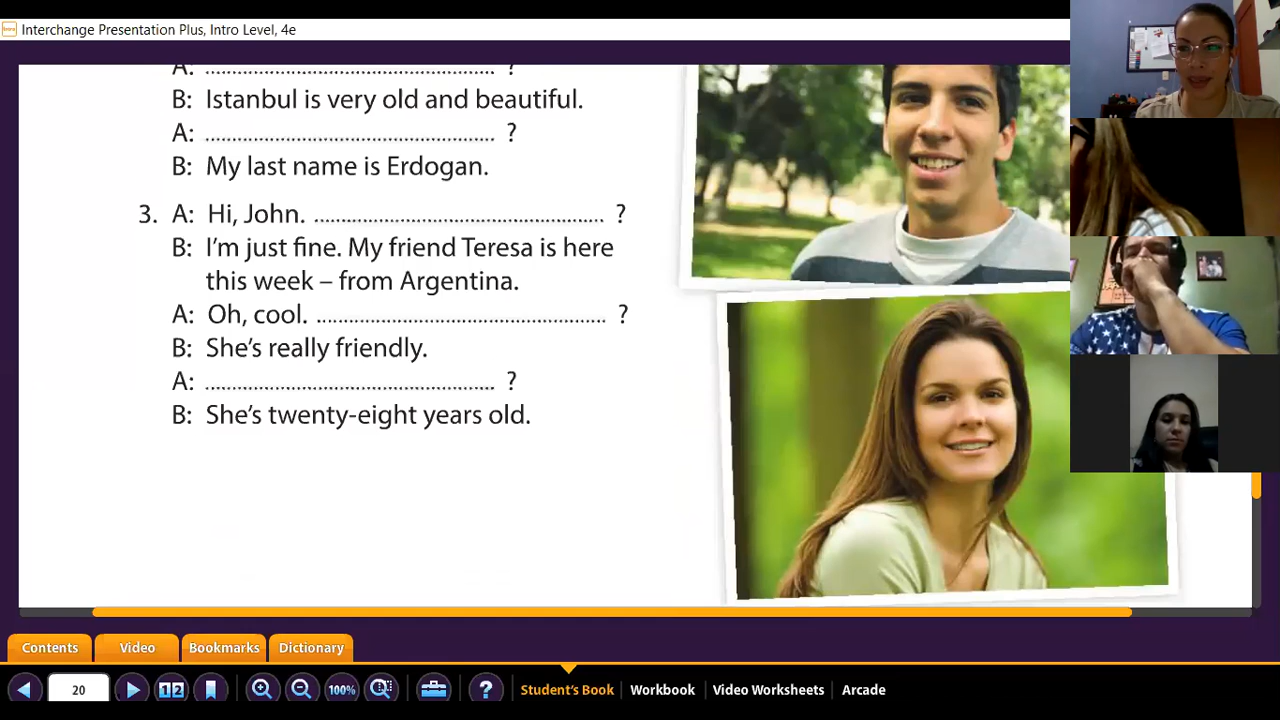 Interchange Presentation Plus, Intro Level, 4e
A: ................................................ ?
B: Istanbul is very old and beautiful.
A: ................................................ ?
B: My last name is Erdogan.
3. A: Hi, John. ................................................ ?
B: I'm just fine. My friend Teresa is here
this week – from Argentina.
A: Oh, cool. ................................................ ?
B: She's really friendly.
A: ................................................ ?
B: She's twenty-eight years old.
Contents Video Bookmarks Dictionary
20 1 2 100% ? Student's Book Workbook Video Worksheets Arcade